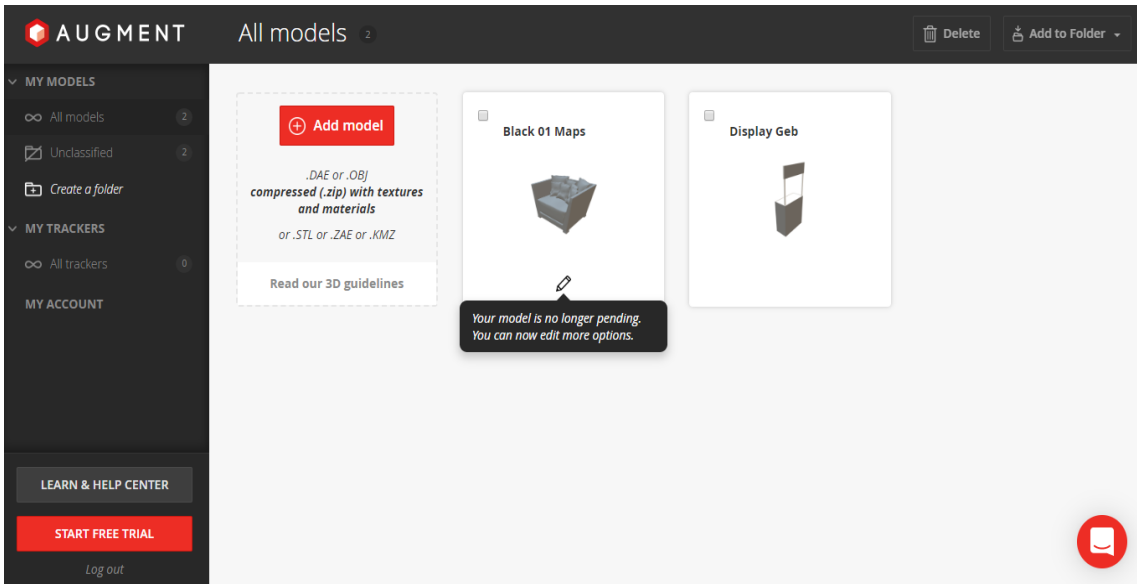 AUGMENT
All models 2
Delete
Add to Folder
MY MODELS
All models 2
Unclassified 2
Create a folder
MY TRACKERS
All trackers 0
MY ACCOUNT
LEARN & HELP CENTER
START FREE TRIAL
Log out
Add model
.DAE or .OBJ
compressed (.zip) with textures
and materials
or .STL or .ZAE or .KMZ
Read our 3D guidelines
Black 01 Maps
Your model is no longer pending.
You can now edit more options.
Display Geb